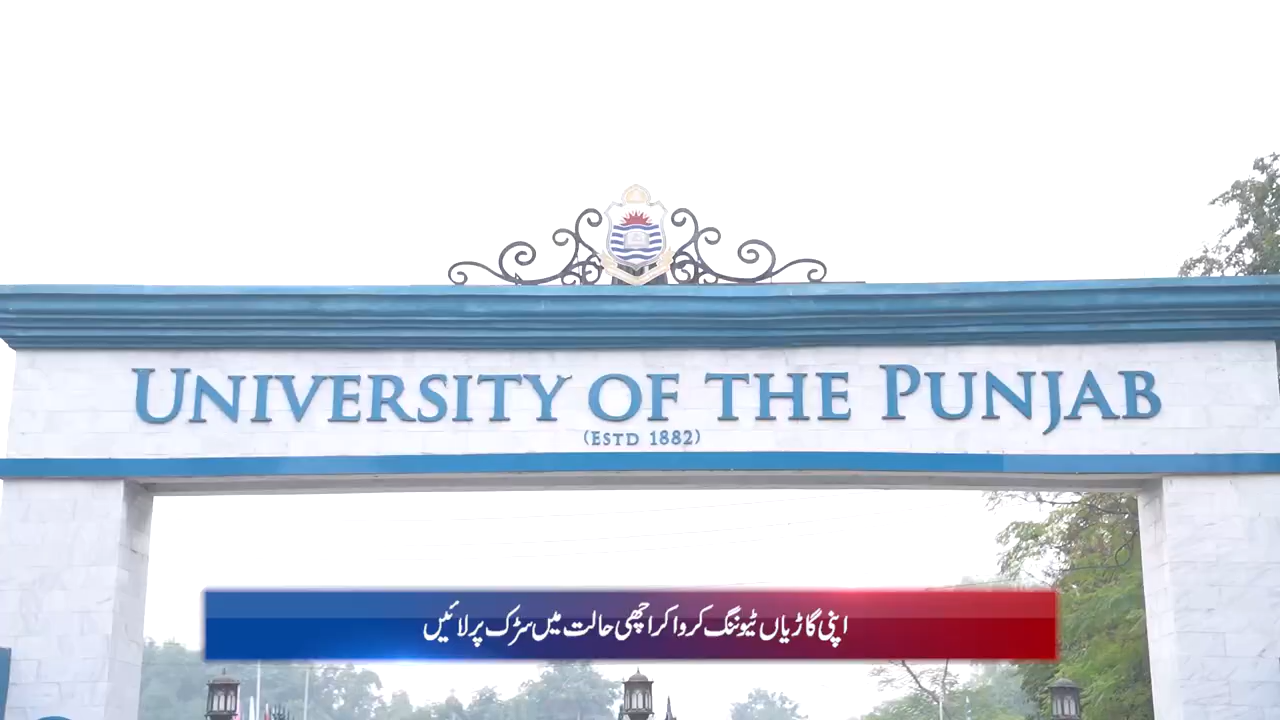 UNIVERSITY OF THE PUNJAB
(ESTD 1882)
اپنی گاڑیاں ٹیوننگ کروا کر اچھی حالت میں سڑک پر لائیں